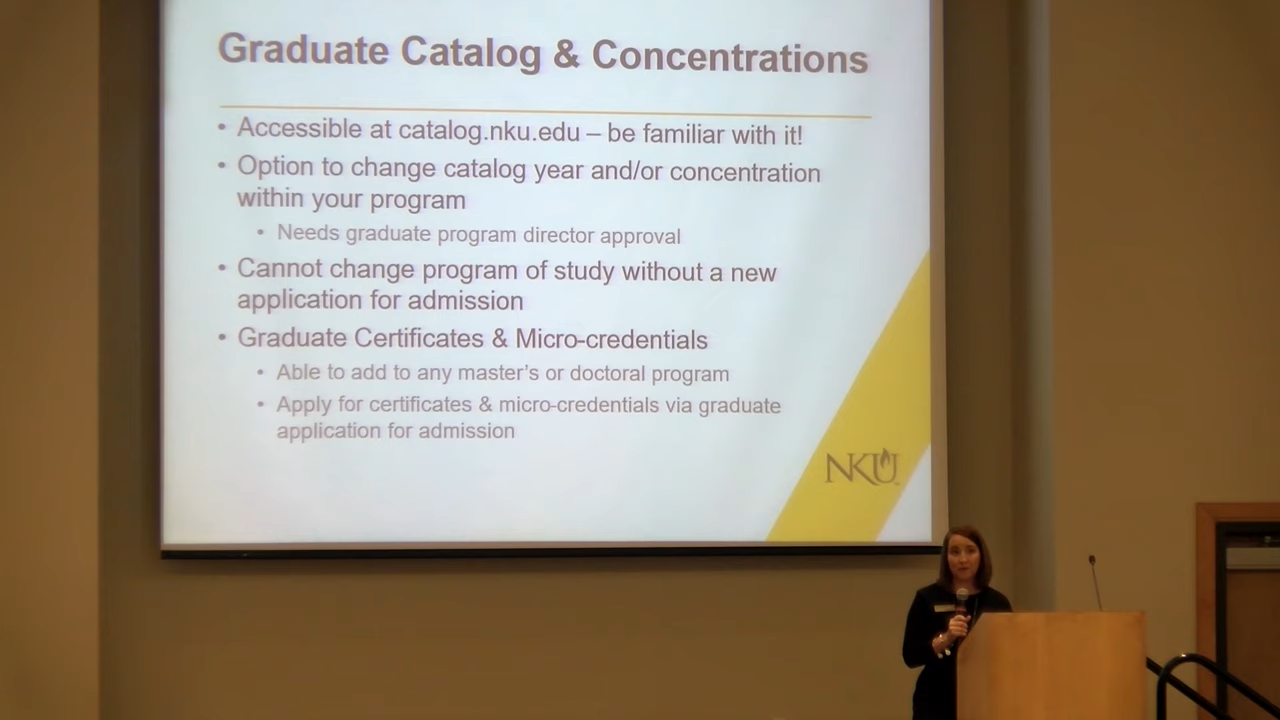 Graduate Catalog & Concentrations
• Accessible at catalog.nku.edu – be familiar with it!
• Option to change catalog year and/or concentration
within your program
• Needs graduate program director approval
• Cannot change program of study without a new
application for admission
• Graduate Certificates & Micro-credentials
• Able to add to any master's or doctoral program
• Apply for certificates & micro-credentials via graduate
application for admission
NKU